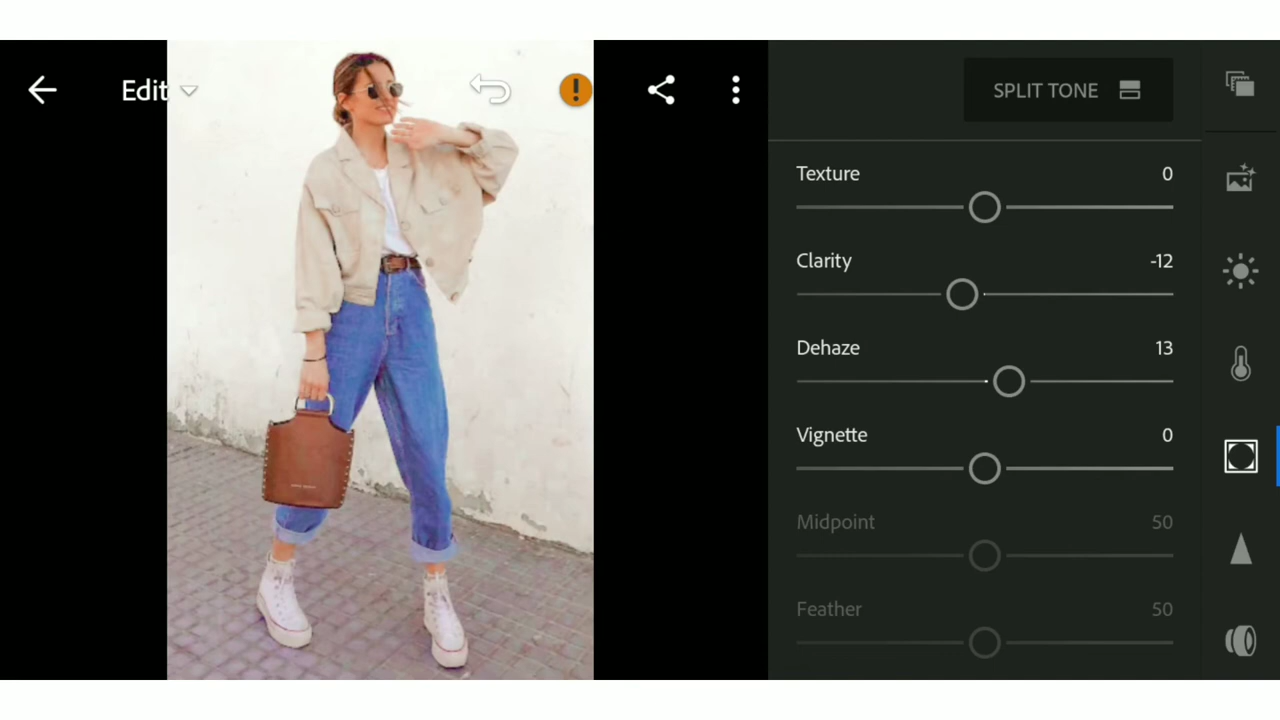 Edit
SPLIT TONE
Texture 0
Clarity -12
Dehaze 13
Vignette 0
Midpoint 50
Feather 50